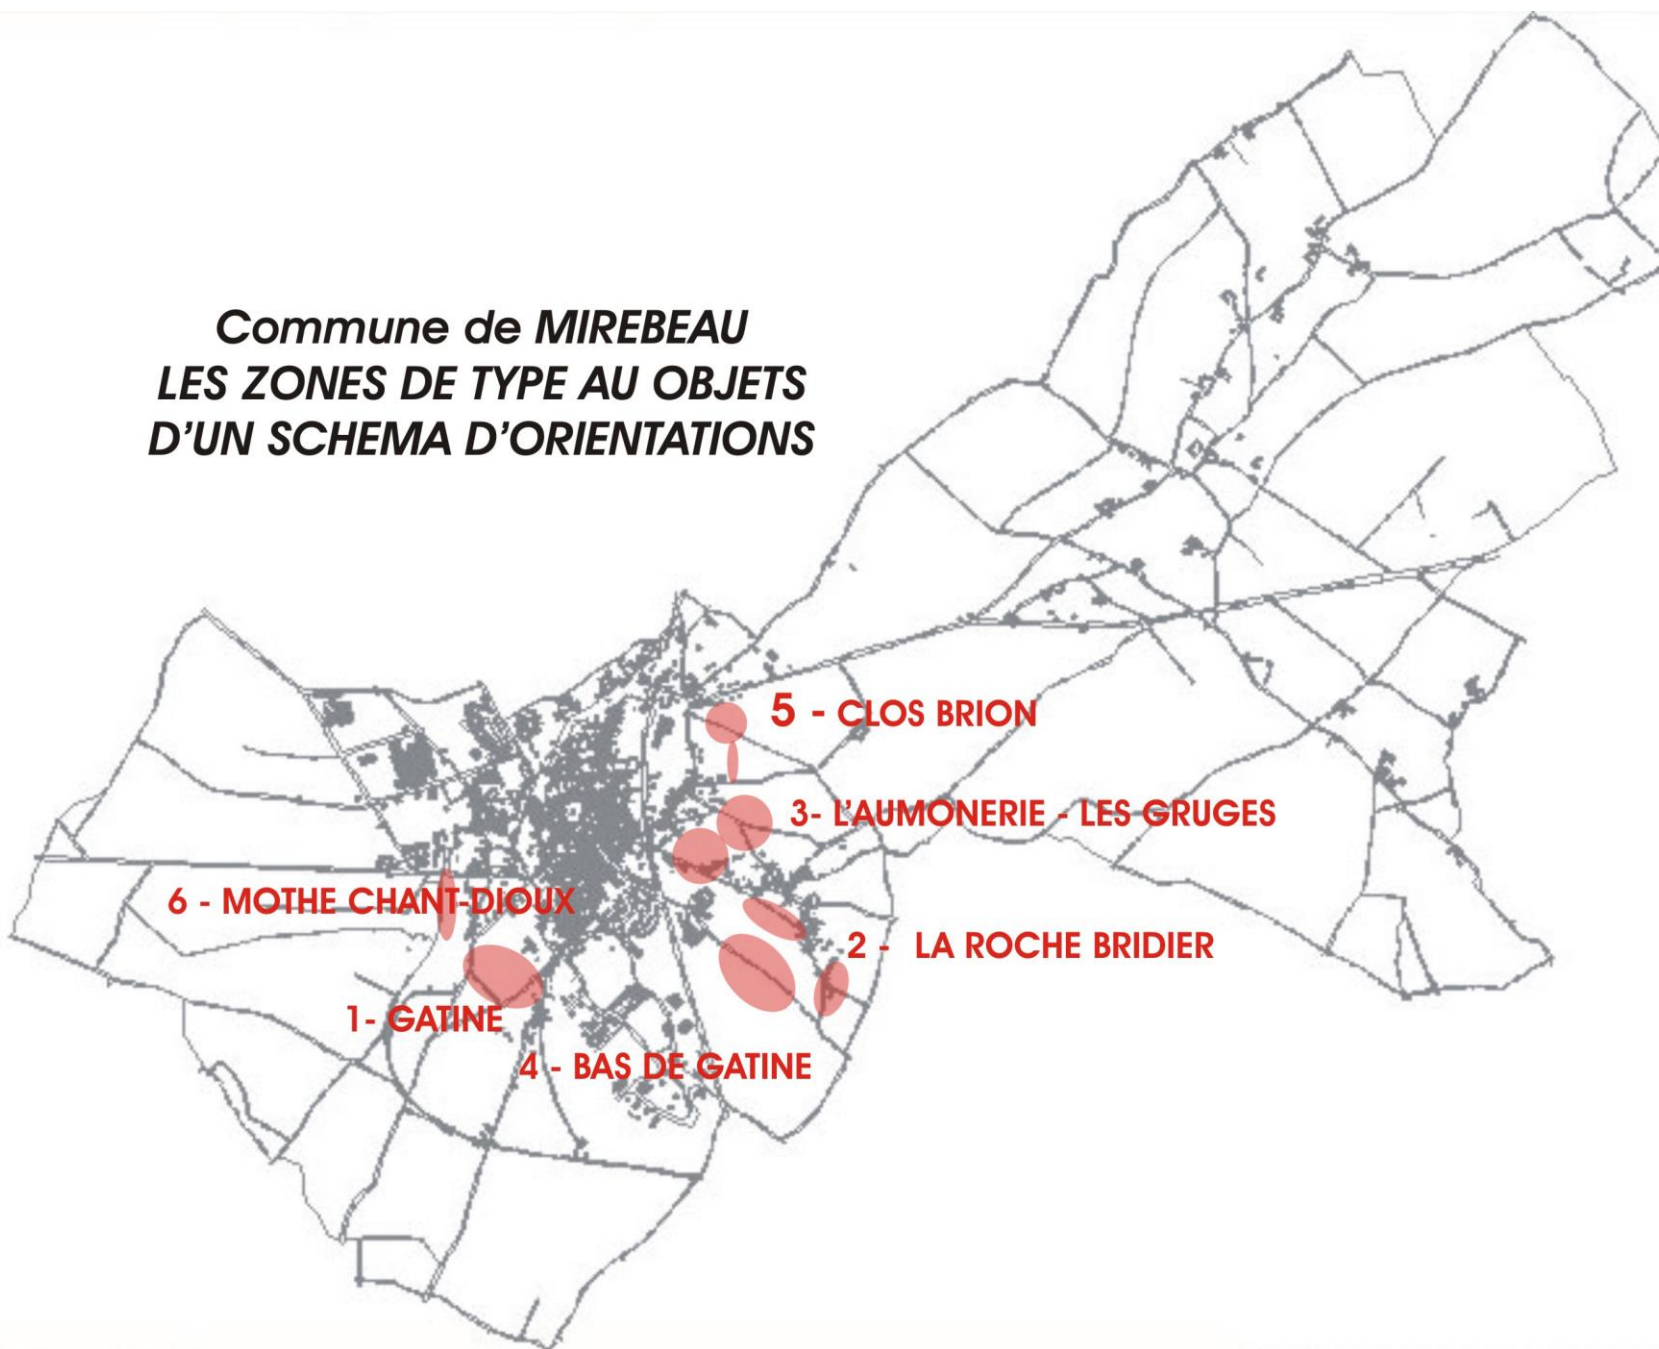 Commune de MIREBEAU
LES ZONES DE TYPE AU OBJETS
D'UN SCHEMA D'ORIENTATIONS
5 - CLOS BRION
3- L'AUMONERIE - LES GRUGES
6 - MOTHE CHANT-DIOUX
2 - LA ROCHE BRIDIER
1- GATINE
4 - BAS DE GATINE